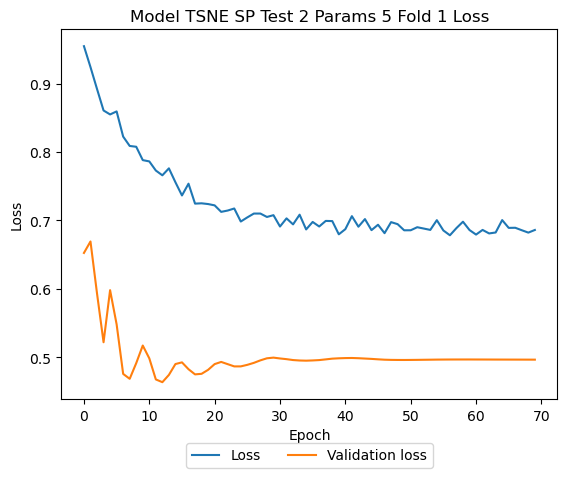 Model TSNE SP Test 2 Params 5 Fold 1 Loss
Loss
0.9
0.8
0.7
0.6
0.5
0 10 20 30 40 50 60 70
Epoch
Loss Validation loss